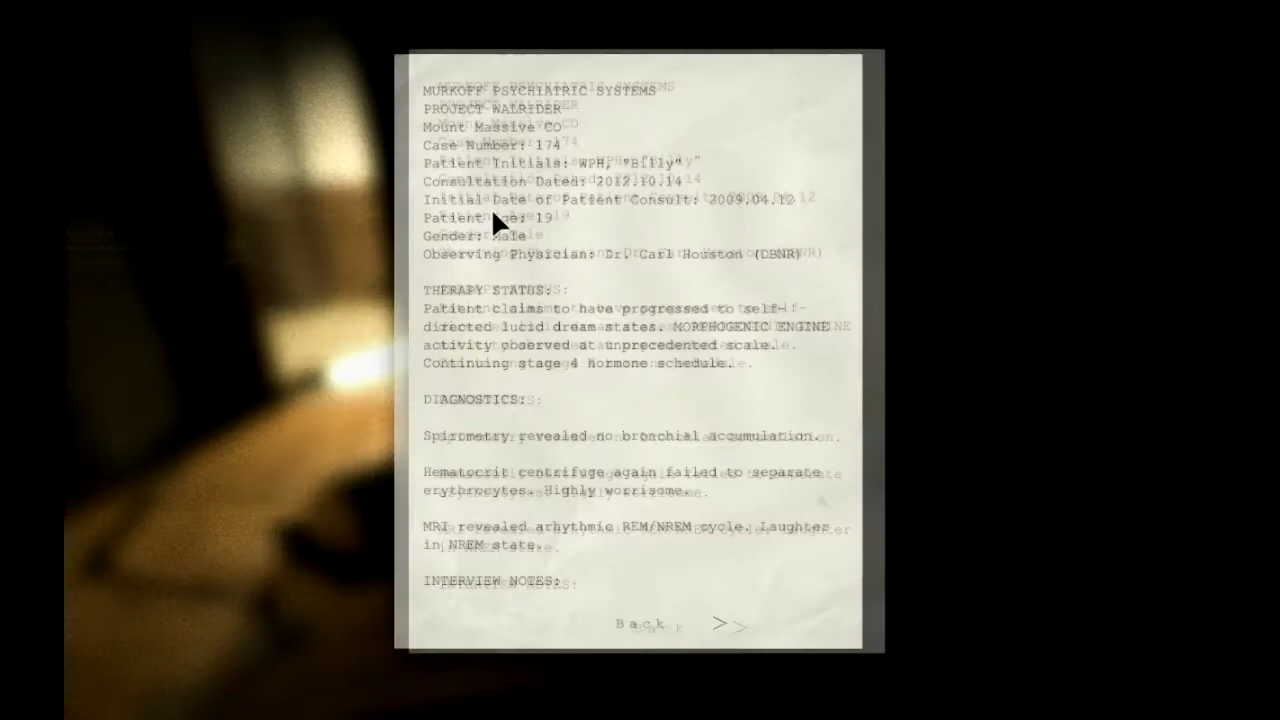 MURKOFF PSYCHIATRIC SYSTEMS
PROJECT WALRIDER
Mount Massive CO
Case Number: 174
Patient Initials: WPH, "Billy"
Consultation Dated: 2012.10.14
Initial Date of Patient Consult: 2009.04.12
Patient Age: 19
Gender: Male
Observing Physician: Dr. Carl Houston (DBNR)
THERAPY STATUS:
Patient claims to have progressed to self-
directed lucid dream states. MORPHOGENIC ENGINE
activity observed at unprecedented scale.
Continuing stage 4 hormone schedule.
DIAGNOSTICS:
Spirometry revealed no bronchial accumulation.
Hematocrit centrifuge again failed to separate
erythrocytes. Highly worrisome.
MRI revealed arhythmic REM/NREM cycle. Laughter
in NREM state.
INTERVIEW NOTES:
Back >